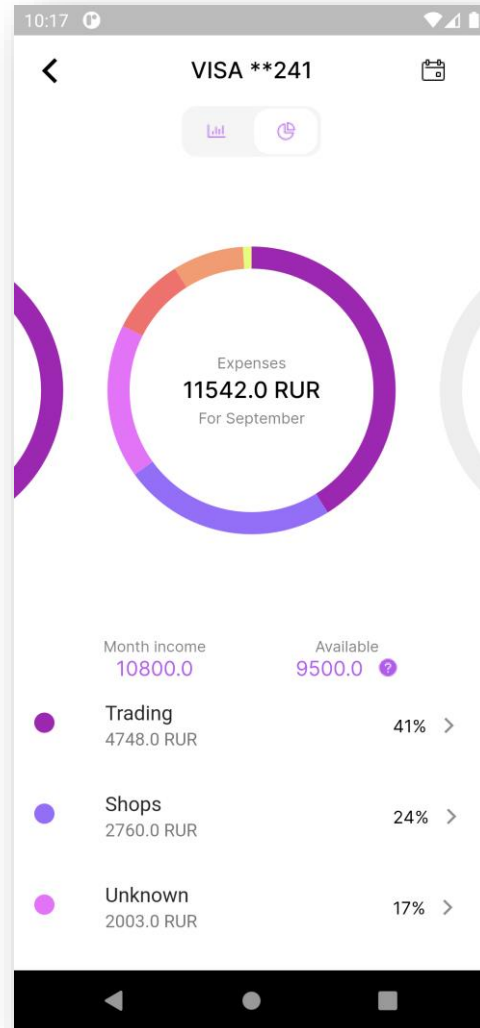 10:17
VISA **241
Expenses
11542.0 RUR
For September
Month income
10800.0
Available
9500.0 ?
Trading
4748.0 RUR
41%
Shops
2760.0 RUR
24%
Unknown
2003.0 RUR
17%